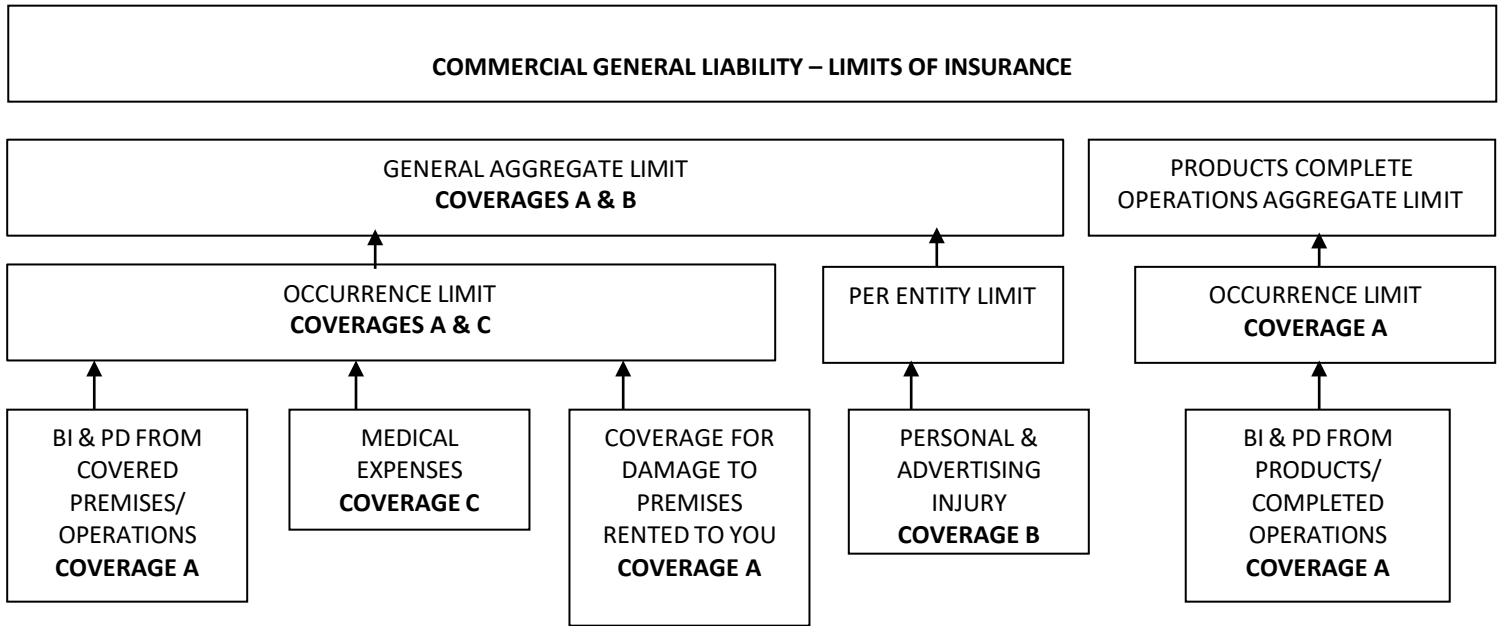 COMMERCIAL GENERAL LIABILITY – LIMITS OF INSURANCE
GENERAL AGGREGATE LIMIT
COVERAGES A & B
PRODUCTS COMPLETE
OPERATIONS AGGREGATE LIMIT
OCCURRENCE LIMIT
COVERAGES A & C
PER ENTITY LIMIT
OCCURRENCE LIMIT
COVERAGE A
BI & PD FROM
COVERED
PREMISES/
OPERATIONS
COVERAGE A
MEDICAL
EXPENSES
COVERAGE C
COVERAGE FOR
DAMAGE TO
PREMISES
RENTED TO YOU
COVERAGE A
PERSONAL &
ADVERTISING
INJURY
COVERAGE B
BI & PD FROM
PRODUCTS/
COMPLETED
OPERATIONS
COVERAGE A